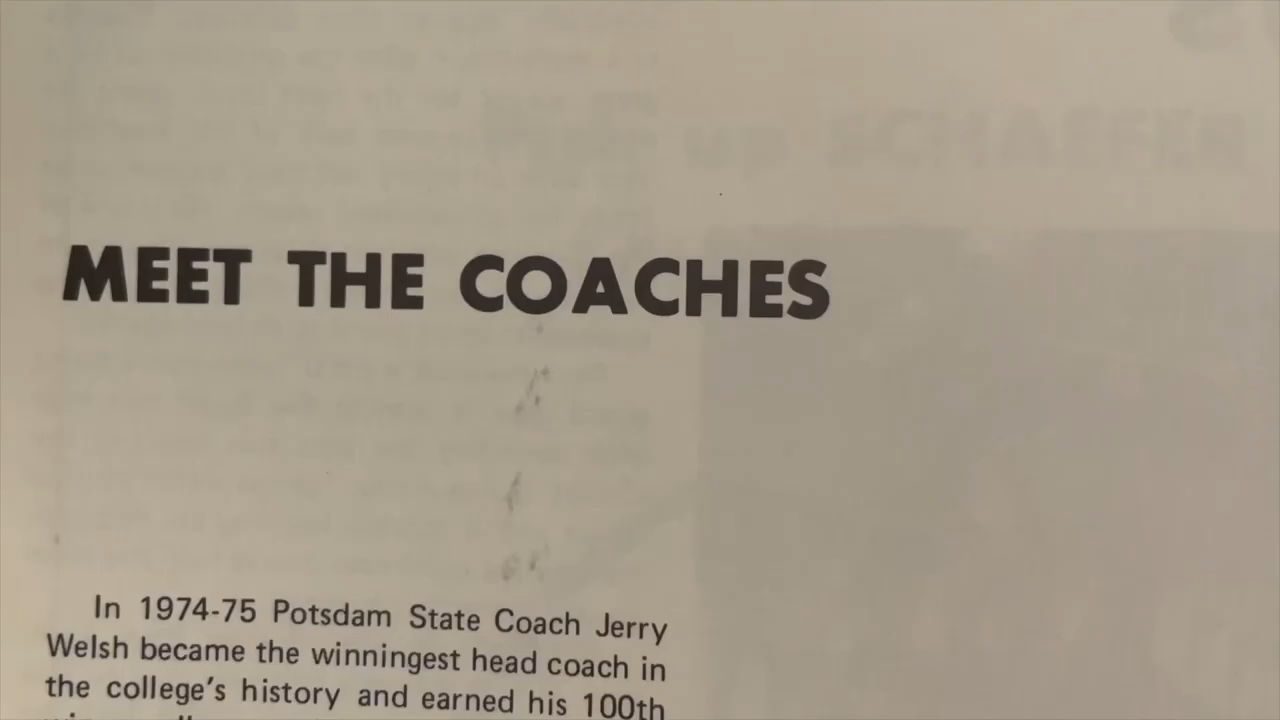 MEET THE COACHES
In 1974-75 Potsdam State Coach Jerry
Welsh became the winningest head coach in
the college's history and earned his 100th